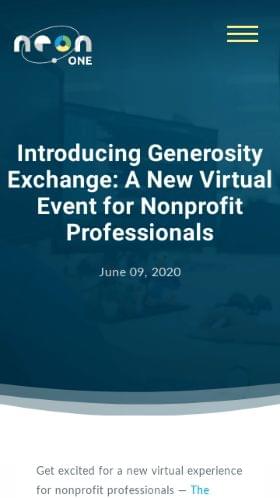 neon
ONE
Introducing Generosity
Exchange: A New Virtual
Event for Nonprofit
Professionals
June 09, 2020
Get excited for a new virtual experience
for nonprofit professionals — The